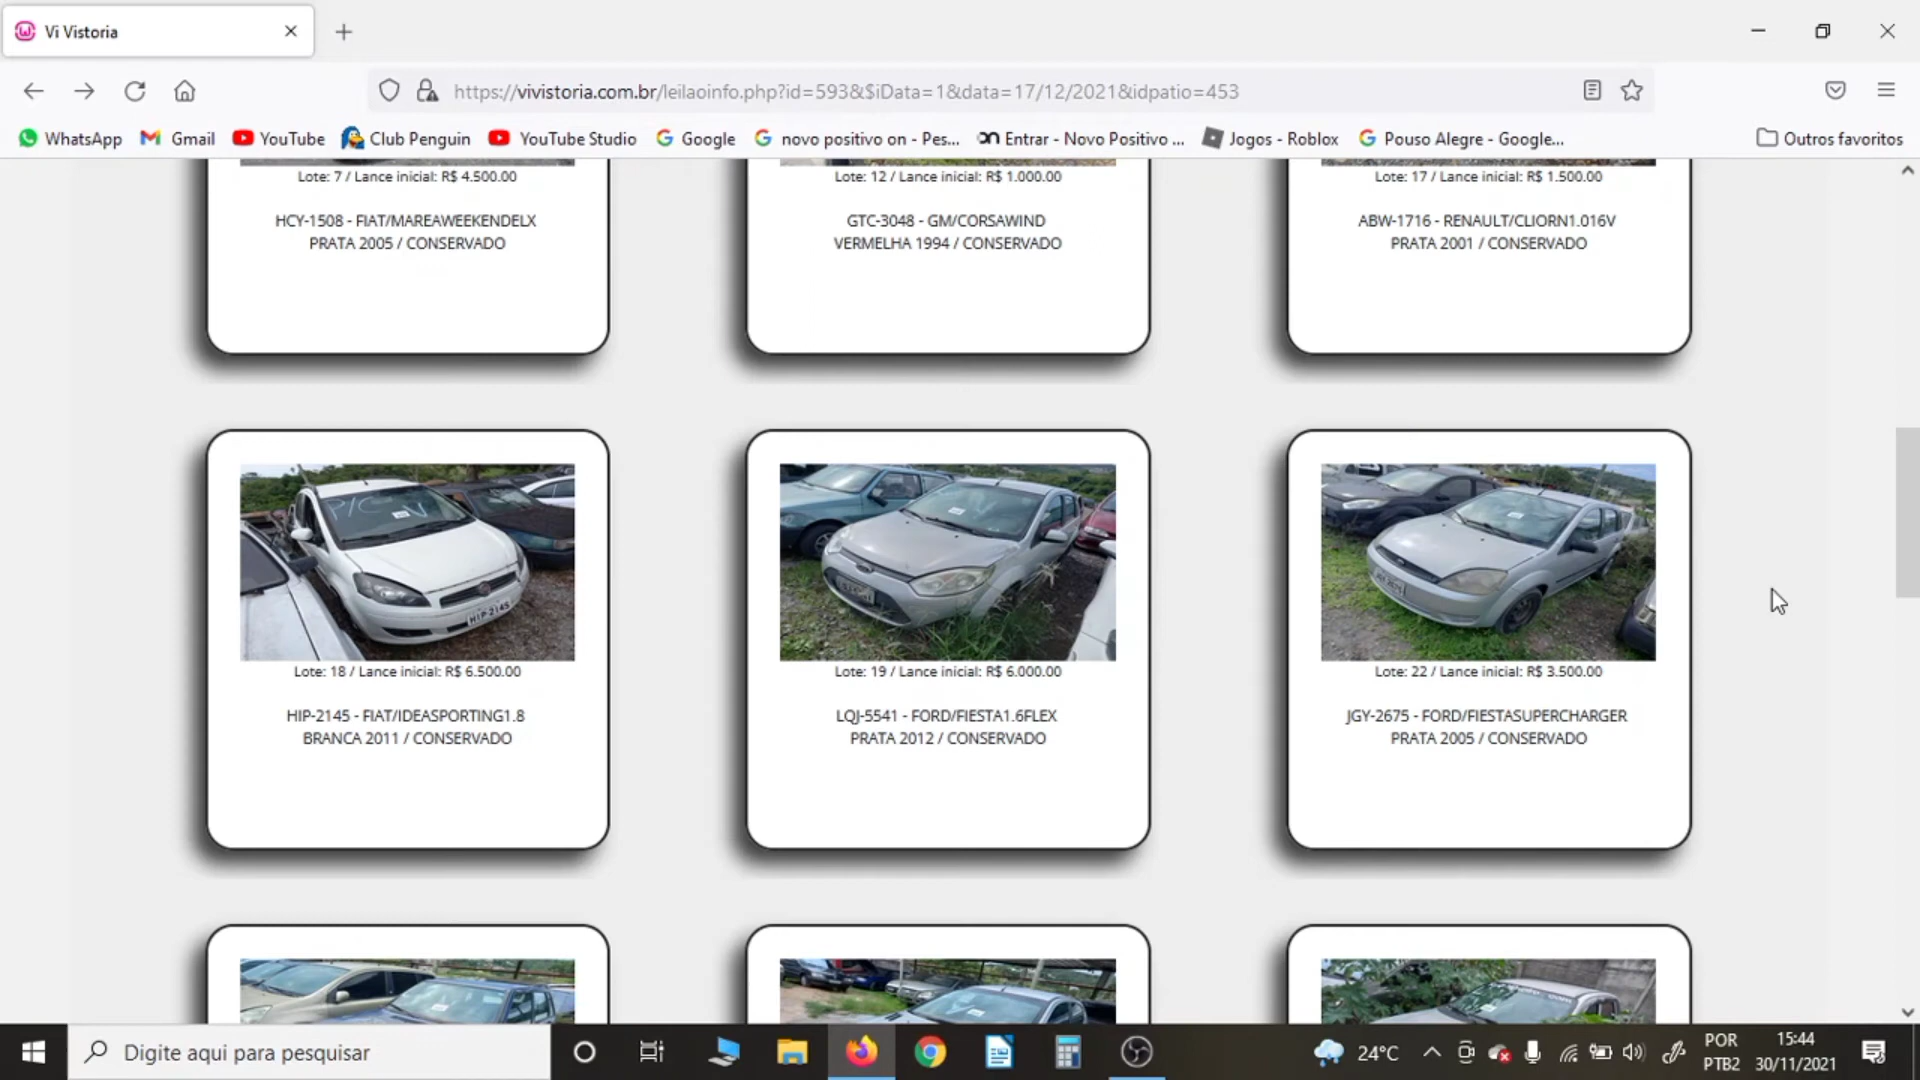 Vi Vistoria
https://vivistoria.com.br/leilaoinfo.php?id=593&$iData=1&data=17/12/2021&idpatio=453
WhatsApp
Gmail
YouTube
Club Penguin
YouTube Studio
Google
novo positivo on - Pes...
Entrar - Novo Positivo ...
Jogos - Roblox
Pouso Alegre - Google...
Outros favoritos
Lote: 7 / Lance inicial: R$ 4.500.00
HCY-1508 - FIAT/MAREAWEEKENDELX
PRATA 2005 / CONSERVADO
Lote: 12 / Lance inicial: R$ 1.000.00
GTC-3048 - GM/CORSAWIND
VERMELHA 1994 / CONSERVADO
Lote: 17 / Lance inicial: R$ 1.500.00
ABW-1716 - RENAULT/CLIORN1.016V
PRATA 2001 / CONSERVADO
P/C V
HIP-2145
Lote: 18 / Lance inicial: R$ 6.500.00
HIP-2145 - FIAT/IDEASPORTING1.8
BRANCA 2011 / CONSERVADO
Lote: 19 / Lance inicial: R$ 6.000.00
LQJ-5541 - FORD/FIESTA1.6FLEX
PRATA 2012 / CONSERVADO
Lote: 22 / Lance inicial: R$ 3.500.00
JGY-2675 - FORD/FIESTASUPERCHARGER
PRATA 2005 / CONSERVADO
Digite aqui para pesquisar
24°C
POR
PTB2
15:44
30/11/2021